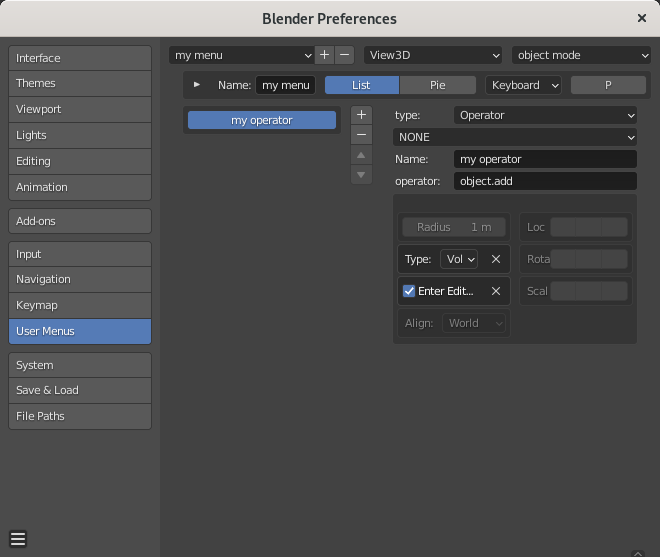 Blender Preferences
Interface
Themes
Viewport
Lights
Editing
Animation
Add-ons
Input
Navigation
Keymap
User Menus
System
Save & Load
File Paths
my menu View3D object mode
Name: my menu List Pie Keyboard P
my operator
type: Operator
NONE
Name: my operator
operator: object.add
Radius 1 m Loc
Type: Vol Rota
Enter Edit... Scal
Align: World